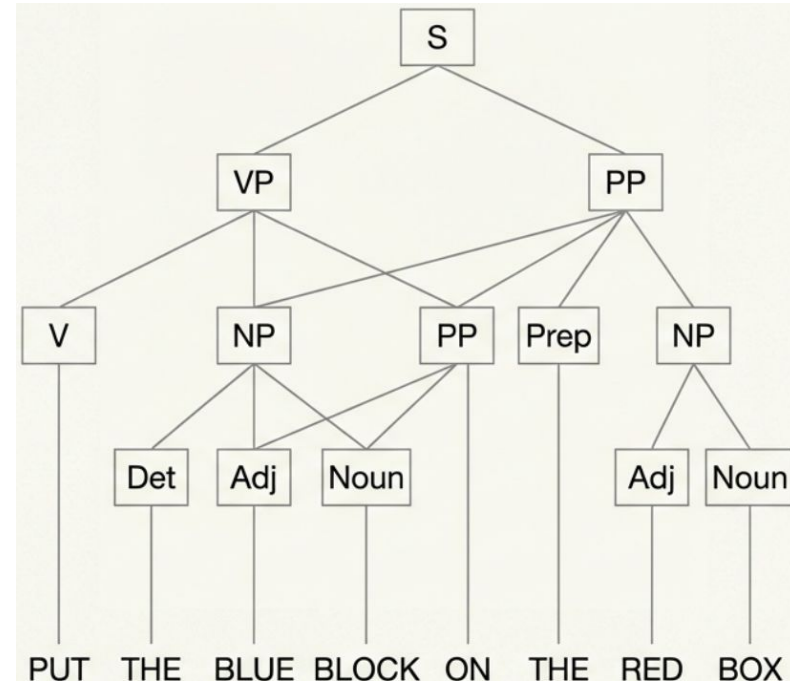 S
VP PP
V NP PP Prep NP
Det Adj Noun Adj Noun
PUT THE BLUE BLOCK ON THE RED BOX